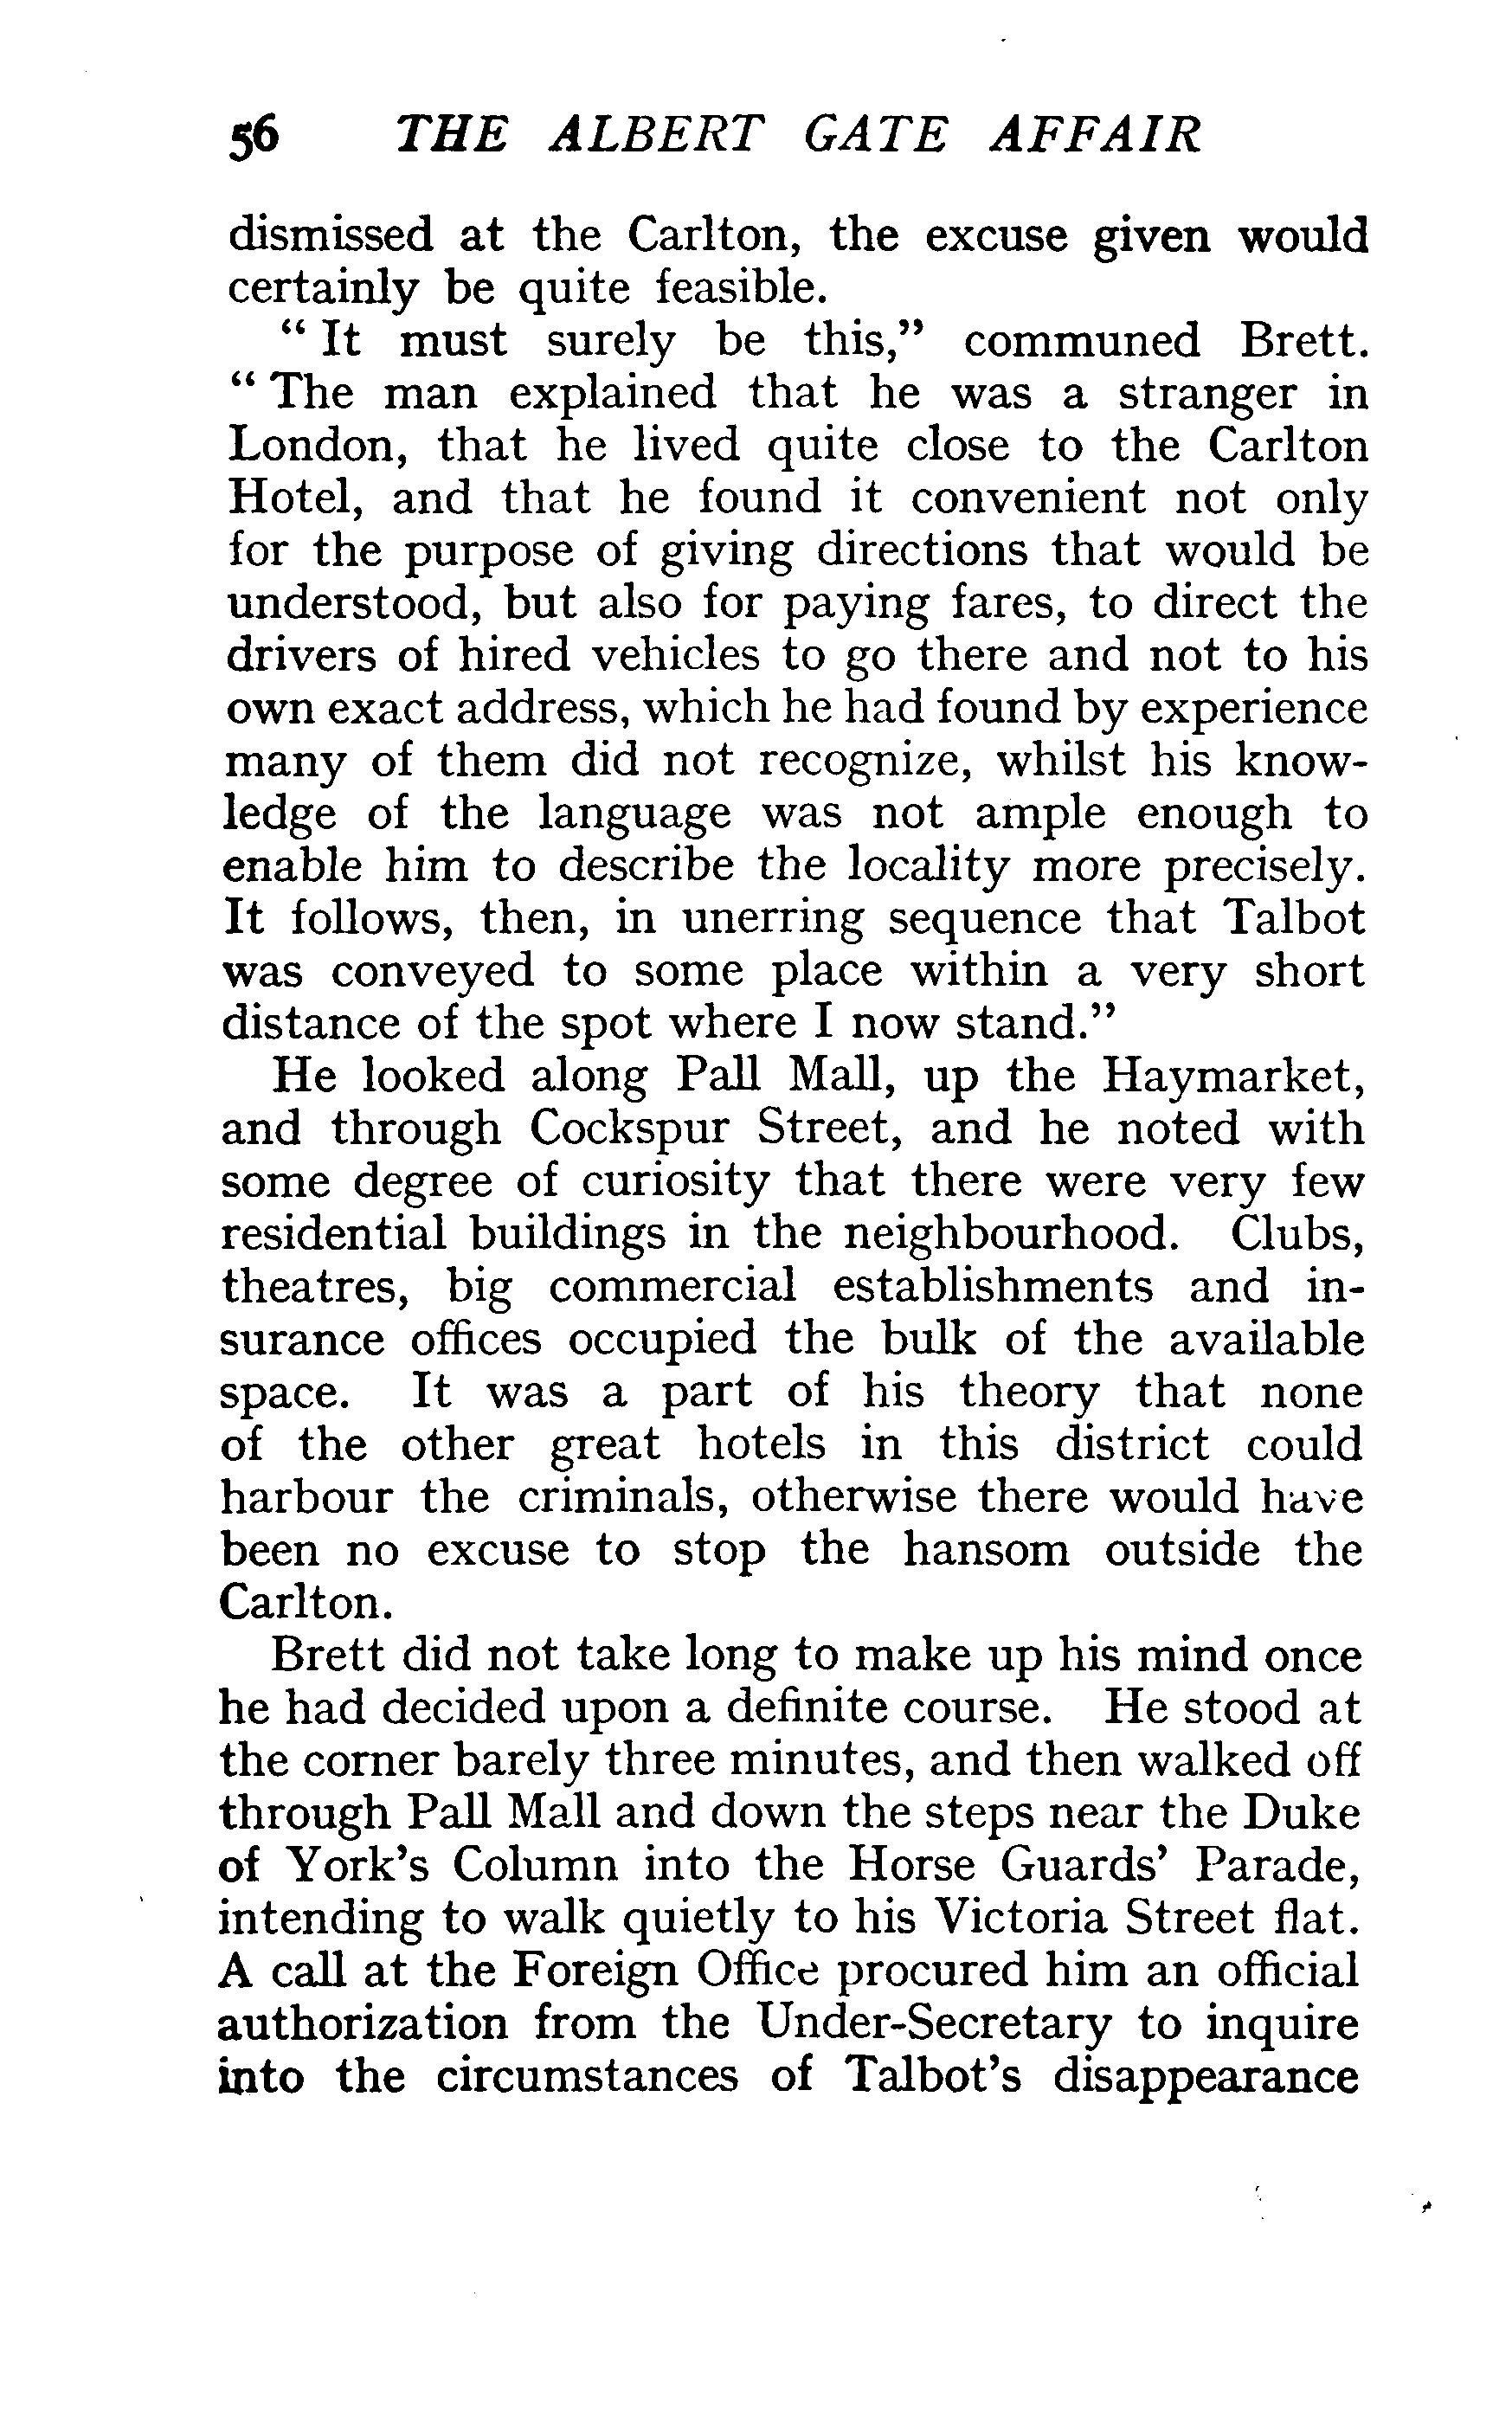 56 THE ALBERT GATE AFFAIR
dismissed at the Carlton, the excuse given would
certainly be quite feasible.
“ It must surely be this,” communed Brett.
“ The man explained that he was a stranger in
London, that he lived quite close to the Carlton
Hotel, and that he found it convenient not only
for the purpose of giving directions that would be
understood, but also for paying fares, to direct the
drivers of hired vehicles to go there and not to his
own exact address, which he had found by experience
many of them did not recognize, whilst his know-
ledge of the language was not ample enough to
enable him to describe the locality more precisely.
It follows, then, in unerring sequence that Talbot
was conveyed to some place within a very short
distance of the spot where I now stand.”
He looked along Pall Mall, up the Haymarket,
and through Cockspur Street, and he noted with
some degree of curiosity that there were very few
residential buildings in the neighbourhood. Clubs,
theatres, big commercial establishments and in-
surance offices occupied the bulk of the available
space. It was a part of his theory that none
of the other great hotels in this district could
harbour the criminals, otherwise there would have
been no excuse to stop the hansom outside the
Carlton.
Brett did not take long to make up his mind once
he had decided upon a definite course. He stood at
the corner barely three minutes, and then walked off
through Pall Mall and down the steps near the Duke
of York’s Column into the Horse Guards’ Parade,
intending to walk quietly to his Victoria Street flat.
A call at the Foreign Office procured him an official
authorization from the Under-Secretary to inquire
into the circumstances of Talbot’s disappearance